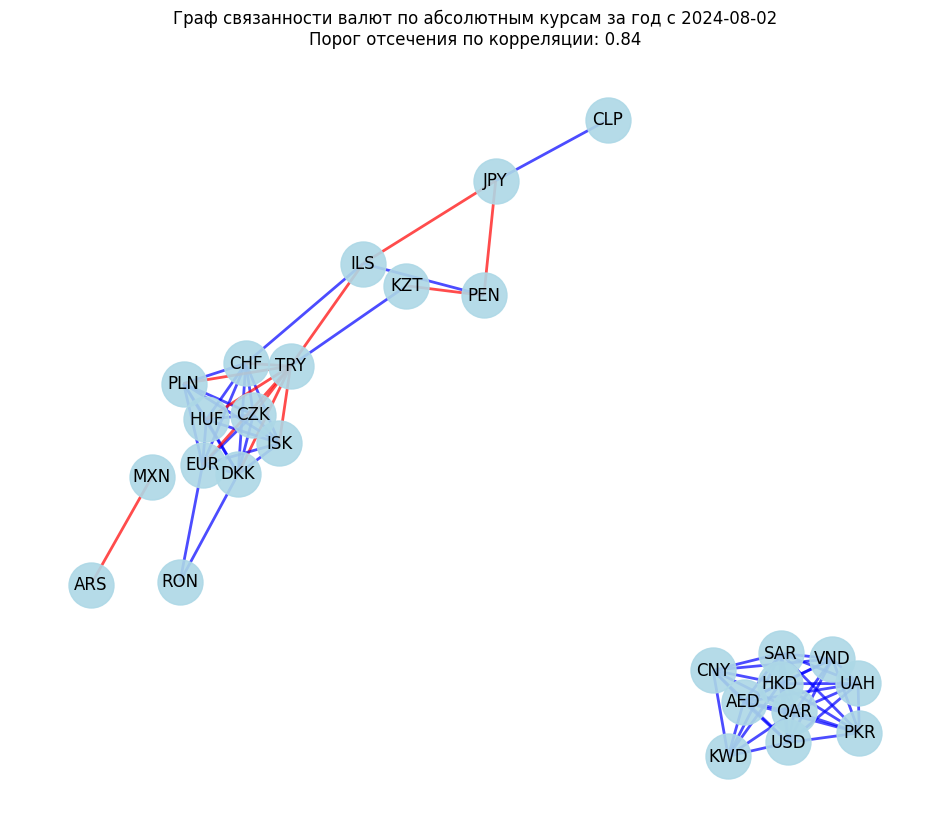 Граф связанности валют по абсолютным курсам за год с 2024-08-02
Порог отсечения по корреляции: 0.84
CLP
JPY
ILS
KZT
PEN
CHF
TRY
PLN
HUF
CZK
ISK
EUR
DKK
MXN
ARS
RON
SAR
VND
CNY
HKD
UAH
AED
QAR
PKR
USD
KWD